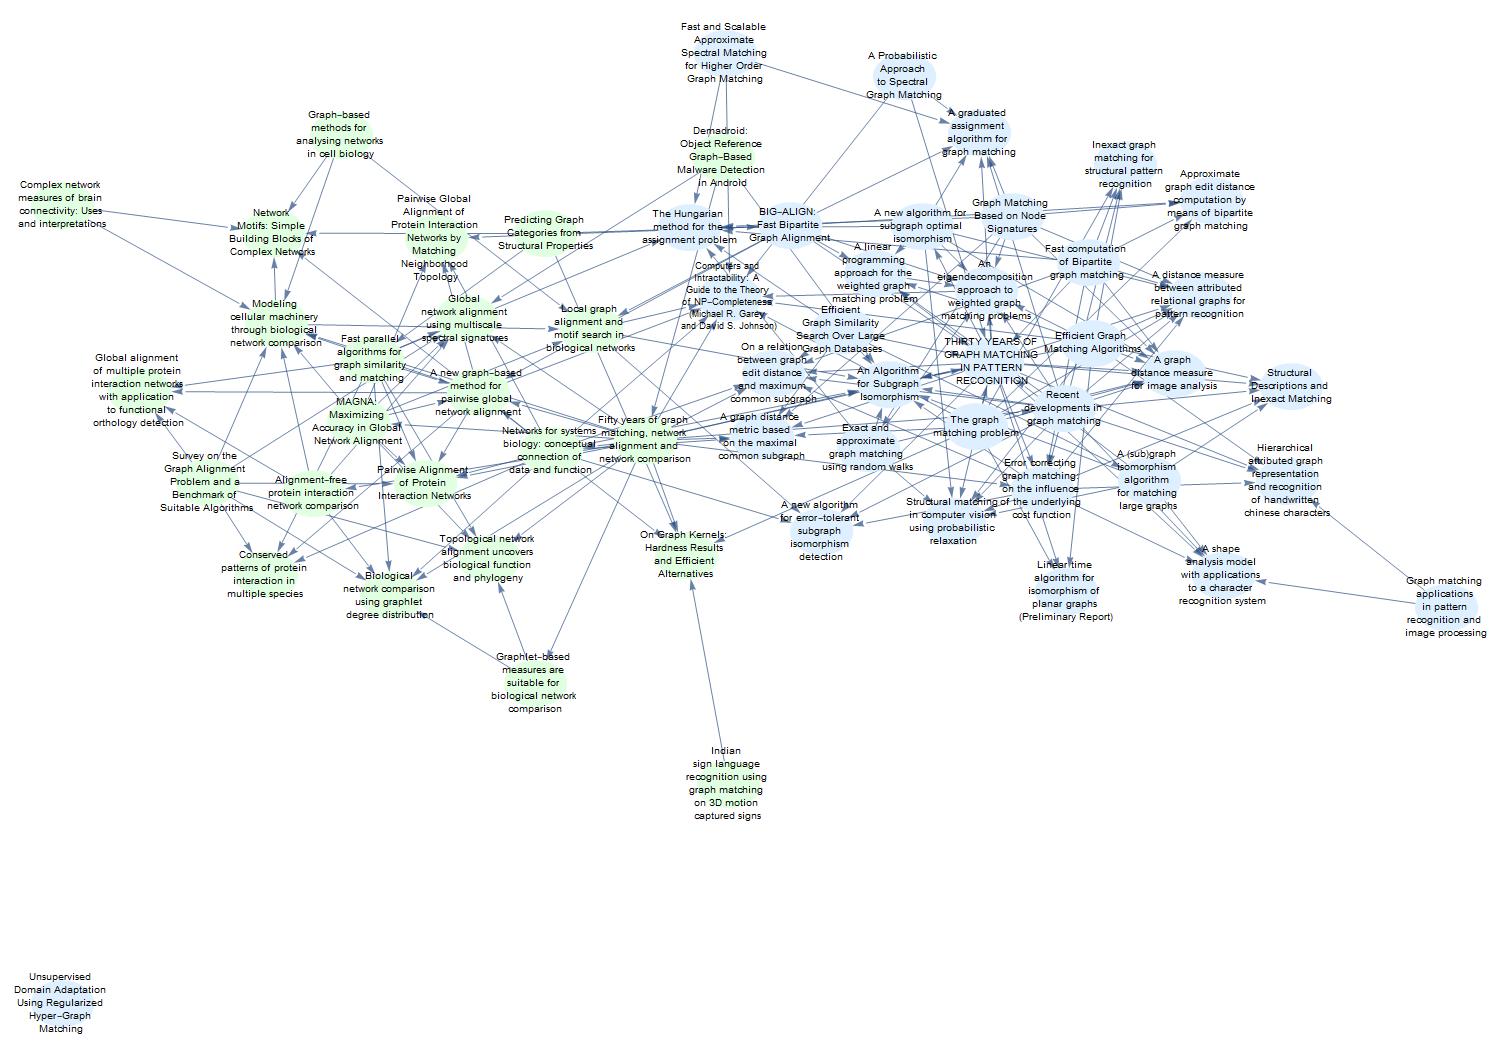 Fast and Scalable
Approximate
Spectral Matching
for Higher Order
Graph Matching
A Probabilistic
Approach
to Spectral
Graph Matching
Graph-based
methods for
analysing networks
in cell biology
A graduated
assignment
algorithm for
graph matching
Demadroid:
Object Reference
Graph-Based
Malware Detection
in Android
Inexact graph
matching for
structural pattern
recognition
Approximate
graph edit distance
computation by
means of bipartite
graph matching
Complex network
measures of brain
connectivity: Uses
and interpretations
Network
Motifs: Simple
Building Blocks of
Complex Networks
Pairwise Global
Alignment of
Protein Interaction
Networks by
Matching
Neighborhood
Topology
Predicting Graph
Categories from
Structural Properties
The Hungarian
method for the
assignment problem
BIG-ALIGN:
Fast Bipartite
Graph Alignment
A new algorithm for
subgraph optimal
isomorphism
Graph Matching
Based on Node
Signatures
A linear
programming
approach for the
weighted graph
matching problem
Fast computation
of Bipartite
graph matching
An
eigendecomposition
approach to
weighted graph
matching problems
A distance measure
between attributed
relational graphs for
pattern recognition
Computers and
Intractability: A
Guide to the Theory
of NP-Completeness
(Michael R. Garey
and David S. Johnson)
Modeling
cellular machinery
through biological
network comparison
Global
network alignment
using multiscale
spectral signatures
Local graph
alignment and
motif search in
biological networks
Efficient
Graph Similarity
Search Over Large
Graph Databases
Efficient Graph
Matching Algorithms
THIRTY YEARS OF
GRAPH MATCHING
IN PATTERN
RECOGNITION
Fast parallel
algorithms for
graph similarity
and matching
On a relation
between graph
edit distance
and maximum
common subgraph
Global alignment
of multiple protein
interaction networks
with application
to functional
orthology detection
A new graph-based
method for
pairwise global
network alignment
An Algorithm
for Subgraph
Isomorphism
A graph
distance measure
for image analysis
Structural
Descriptions and
Inexact Matching
MAGNA:
Maximizing
Accuracy in Global
Network Alignment
Recent
developments in
graph matching
Fifty years of graph
matching, network
alignment and
network comparison
A graph distance
metric based
on the maximal
common subgraph
The graph
matching problem
Networks for systems
biology: conceptual
connection of
data and function
Exact and
approximate
graph matching
using random walks
Survey on the
Graph Alignment
Problem and a
Benchmark of
Suitable Algorithms
Pairwise Alignment
of Protein
Interaction Networks
Alignment-free
protein interaction
network comparison
Error correcting
graph matching:
on the influence
of the underlying
cost function
A (sub)graph
isomorphism
algorithm
for matching
large graphs
Hierarchical
attributed graph
representation
and recognition
of handwritten
chinese characters
Structural matching
in computer vision
using probabilistic
relaxation
A new algorithm
for error-tolerant
subgraph
isomorphism
detection
On Graph Kernels:
Hardness Results
and Efficient
Alternatives
Topological network
alignment uncovers
biological function
and phylogeny
Conserved
patterns of protein
interaction in
multiple species
Biological
network comparison
using graphlet
degree distribution
A shape
analysis model
with applications
to a character
recognition system
Linear time
algorithm for
isomorphism of
planar graphs
(Preliminary Report)
Graph matching
applications
in pattern
recognition and
image processing
Graphlet-based
measures are
suitable for
biological network
comparison
Indian
sign language
recognition using
graph matching
on 3D motion
captured signs
Unsupervised
Domain Adaptation
Using Regularized
Hyper-Graph
Matching